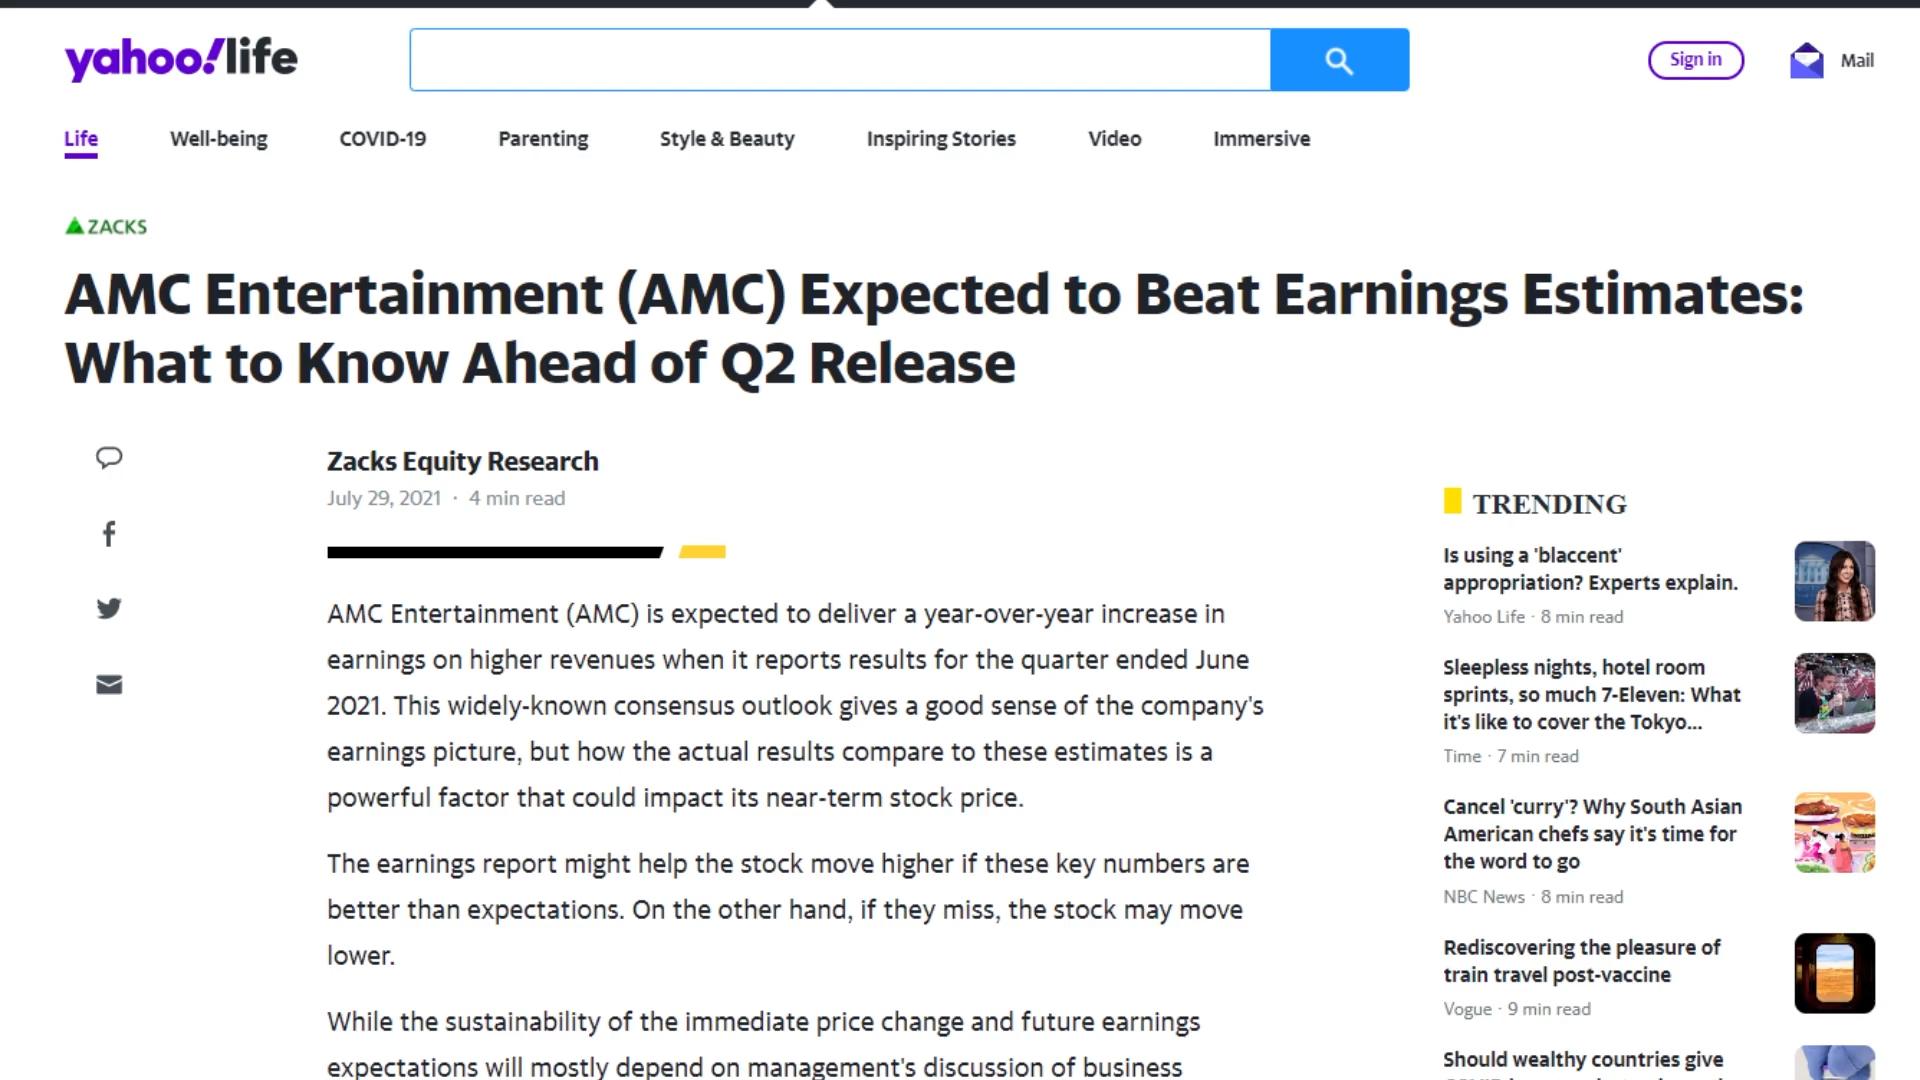 yahoo!life
Sign in
Mail
Life
Well-being
COVID-19
Parenting
Style & Beauty
Inspiring Stories
Video
Immersive
ZACKS
AMC Entertainment (AMC) Expected to Beat Earnings Estimates:
What to Know Ahead of Q2 Release
Zacks Equity Research
July 29, 2021 · 4 min read
AMC Entertainment (AMC) is expected to deliver a year-over-year increase in
earnings on higher revenues when it reports results for the quarter ended June
2021. This widely-known consensus outlook gives a good sense of the company's
earnings picture, but how the actual results compare to these estimates is a
powerful factor that could impact its near-term stock price.
The earnings report might help the stock move higher if these key numbers are
better than expectations. On the other hand, if they miss, the stock may move
lower.
While the sustainability of the immediate price change and future earnings
expectations will mostly depend on management's discussion of business
TRENDING
Is using a 'blaccent'
appropriation? Experts explain.
Yahoo Life · 8 min read
Sleepless nights, hotel room
sprints, so much 7-Eleven: What
it's like to cover the Tokyo...
Time · 7 min read
Cancel 'curry'? Why South Asian
American chefs say it's time for
the word to go
NBC News · 8 min read
Rediscovering the pleasure of
train travel post-vaccine
Vogue · 9 min read
Should wealthy countries give